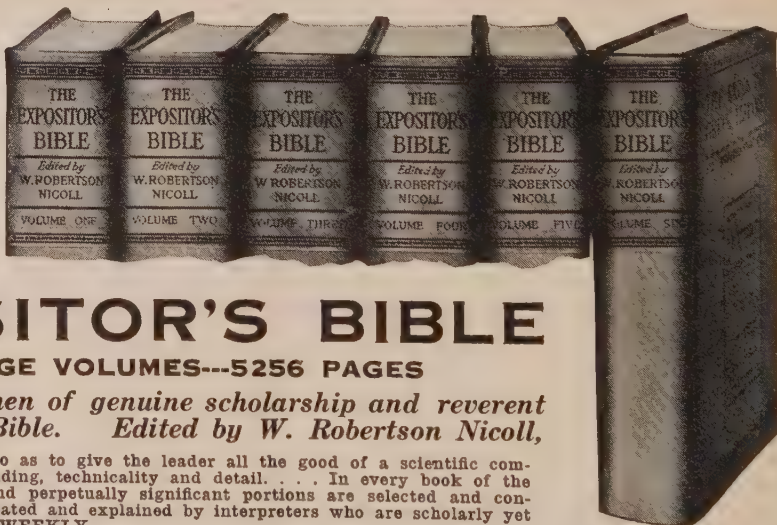 THE EXPOSITOR'S BIBLE
Edited by
W. ROBERTSON NICOLL
VOLUME ONE
THE EXPOSITOR'S BIBLE
Edited by
W. ROBERTSON NICOLL
VOLUME TWO
THE EXPOSITOR'S BIBLE
Edited by
W. ROBERTSON NICOLL
VOLUME THREE
THE EXPOSITOR'S BIBLE
Edited by
W. ROBERTSON NICOLL
VOLUME FOUR
THE EXPOSITOR'S BIBLE
Edited by
W. ROBERTSON NICOLL
VOLUME FIVE
THE EXPOSITOR'S BIBLE
Edited by
W. ROBERTSON NICOLL
VOLUME SIX
SITOR'S BIBLE
GE VOLUMES---5256 PAGES
en of genuine scholarship and reverent
Bible. Edited by W. Robertson Nicoll,
o as to give the leader all the good of a scientific com-
ding, technicality and detail. . . . In every book of the
nd perpetually significant portions are selected and con-
ated and explained by interpreters who are scholarly yet
WEEKLY